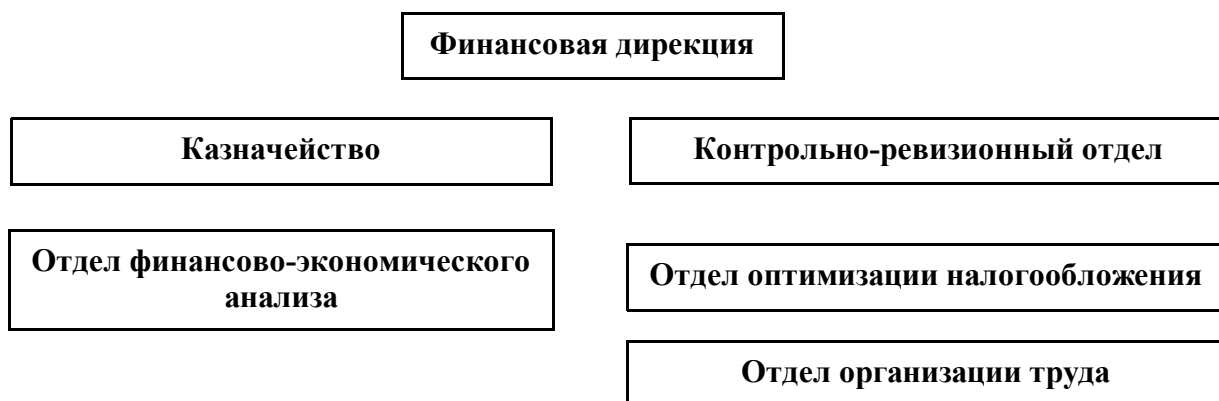 Финансовая дирекция
Казначейство
Контрольно-ревизионный отдел
Отдел финансово-экономического
анализа
Отдел оптимизации налогообложения
Отдел организации труда